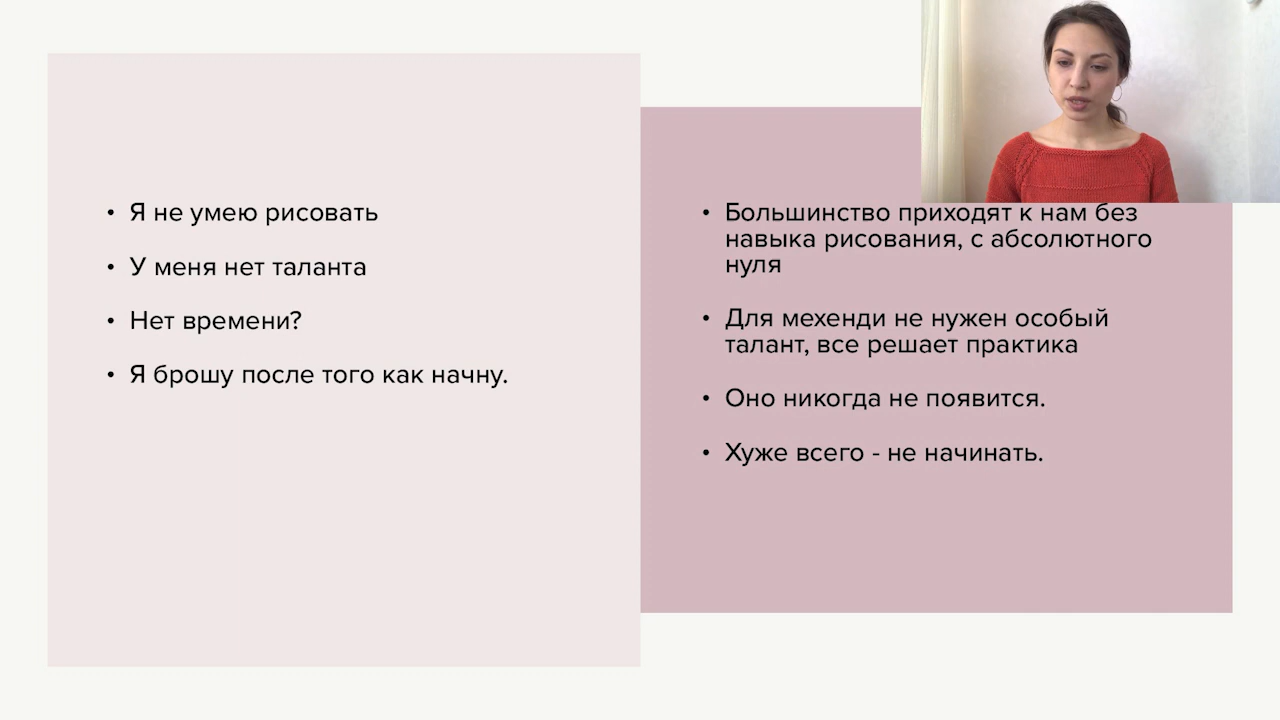 Я не умею рисовать
У меня нет таланта
Нет времени?
Я брошу после того как начну.
Большинство приходят к нам без
навыка рисования, с абсолютного
нуля
Для мехенди не нужен особый
талант, все решает практика
Оно никогда не появится.
Хуже всего - не начинать.